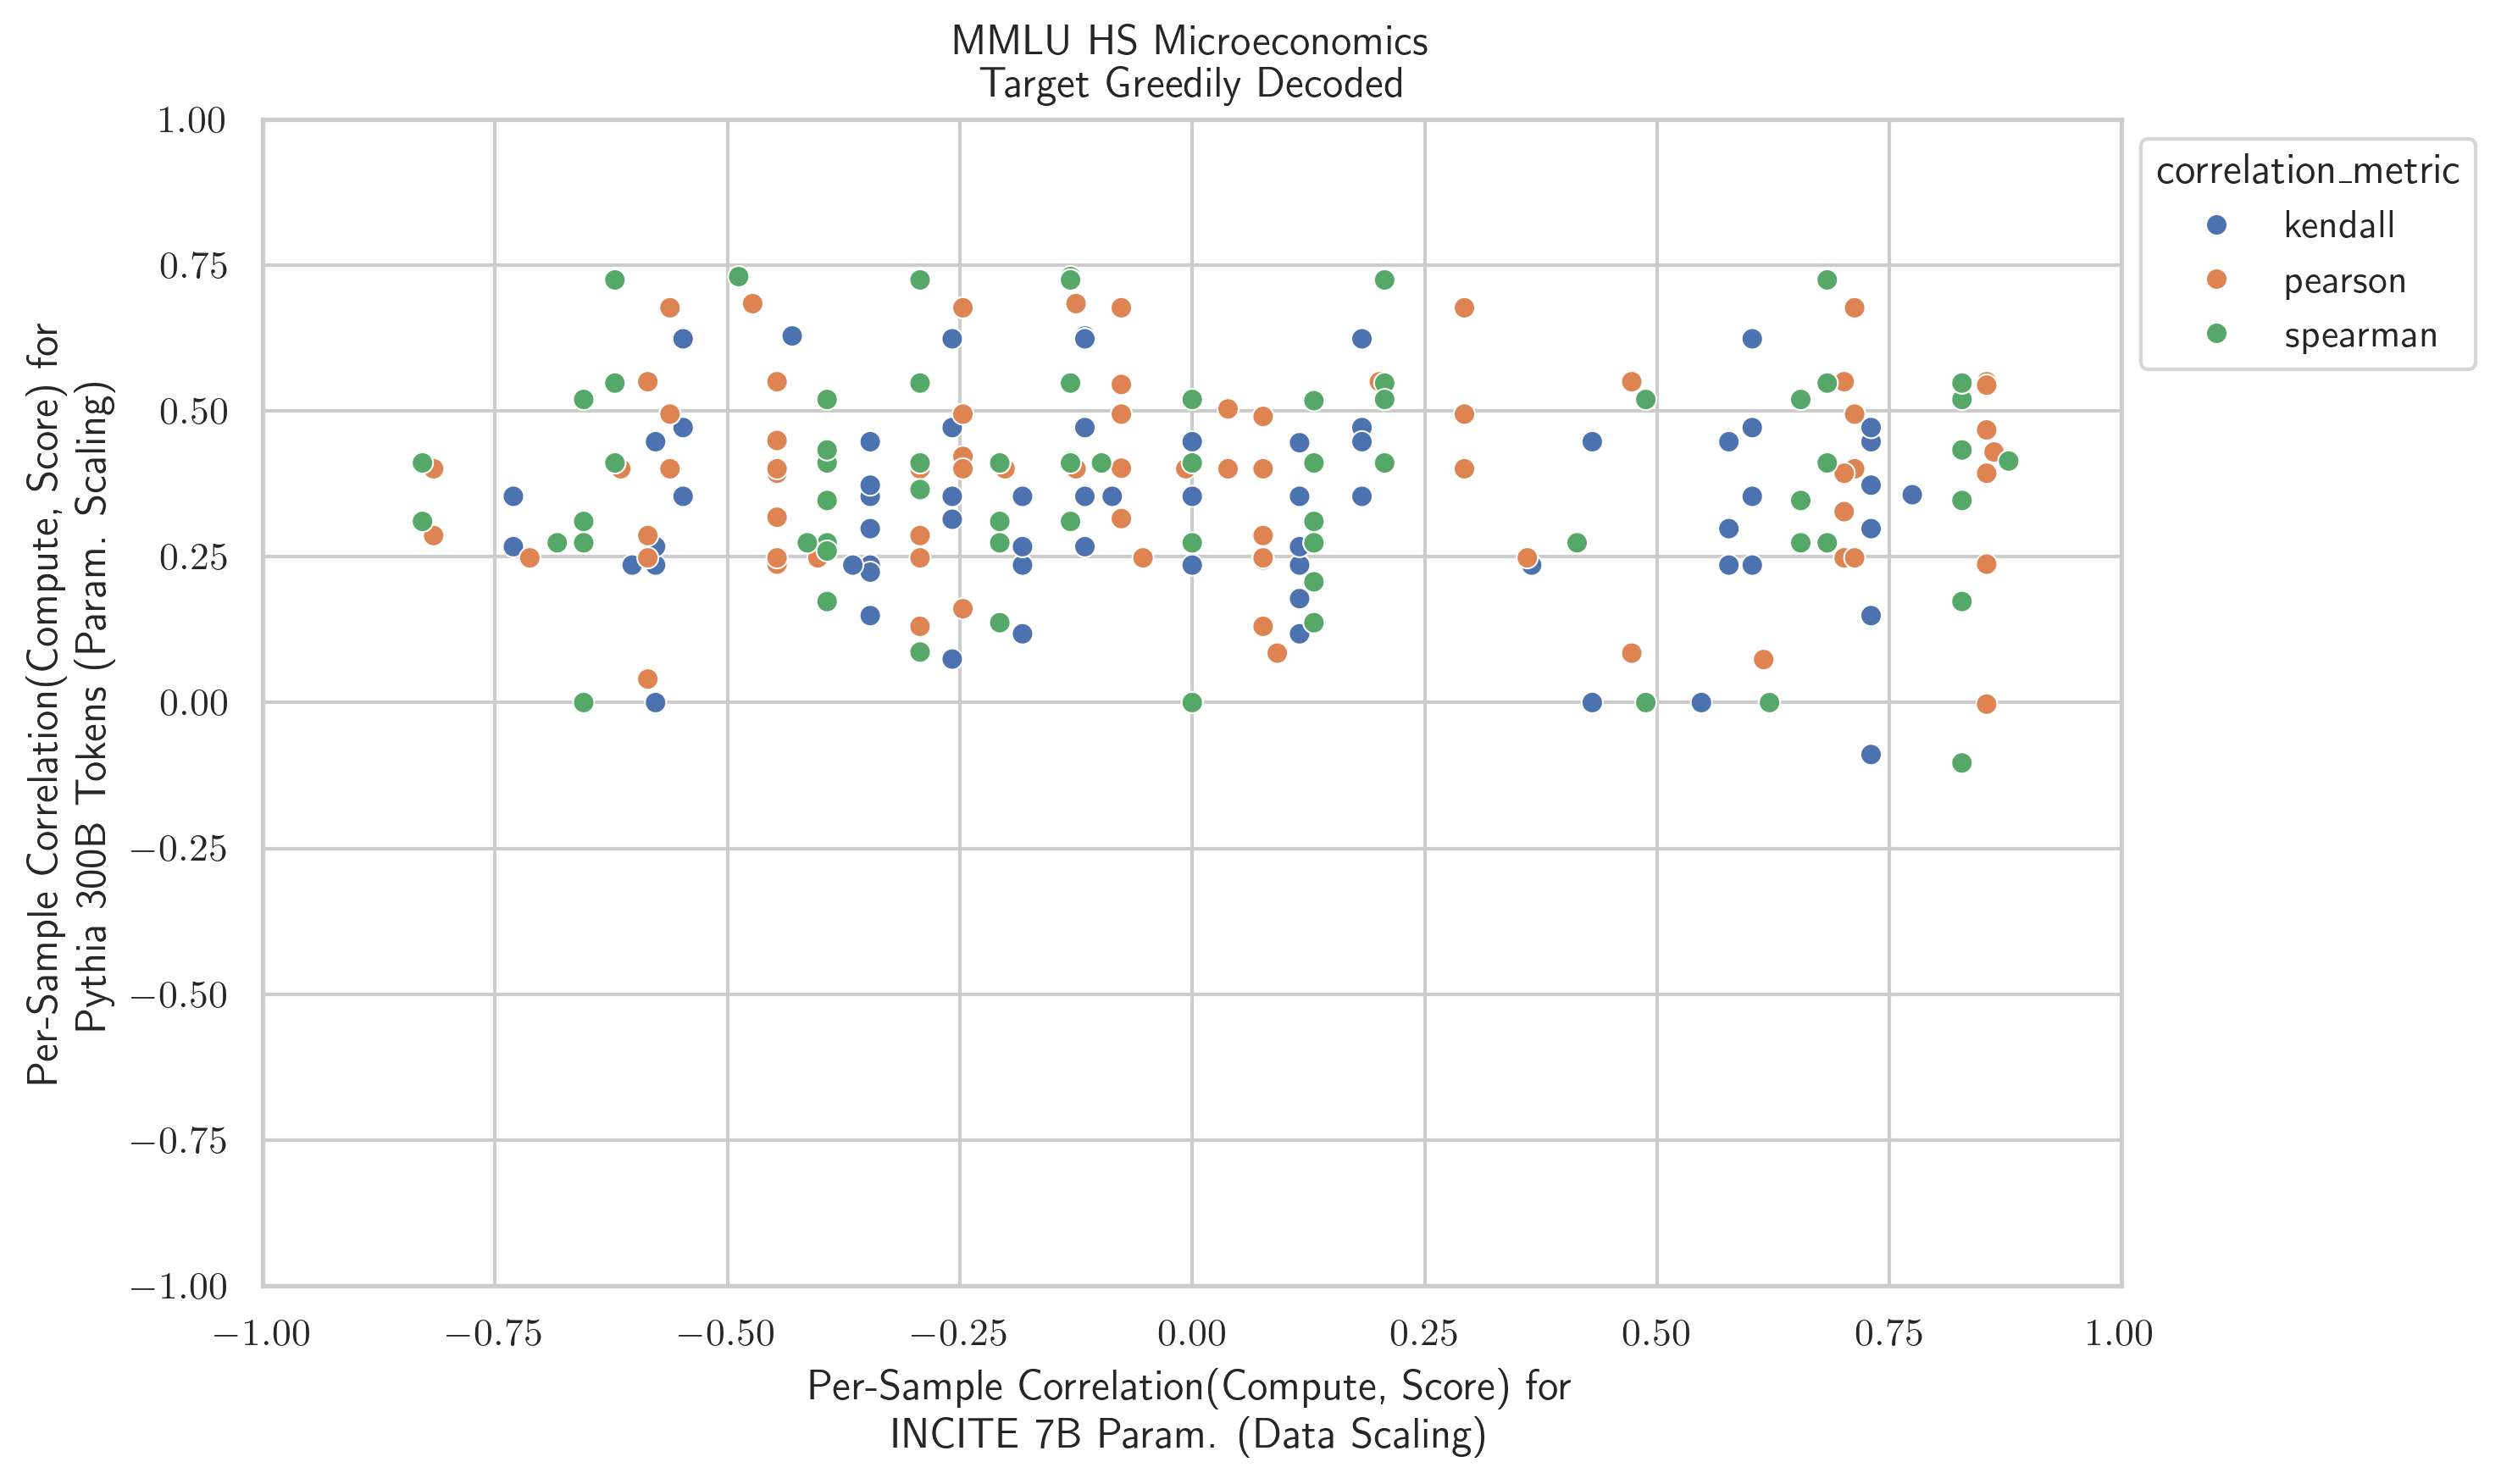 MMLU HS Microeconomics
Target Greedily Decoded
Per-Sample Correlation(Compute, Score) for
Pythia 300B Tokens (Param. Scaling)
1.00
0.75
0.50
0.25
0.00
−0.25
−0.50
−0.75
−1.00
−1.00
−0.75
−0.50
−0.25
0.00
0.25
0.50
0.75
1.00
Per-Sample Correlation(Compute, Score) for
INCITE 7B Param. (Data Scaling)
correlation_metric
kendall
pearson
spearman